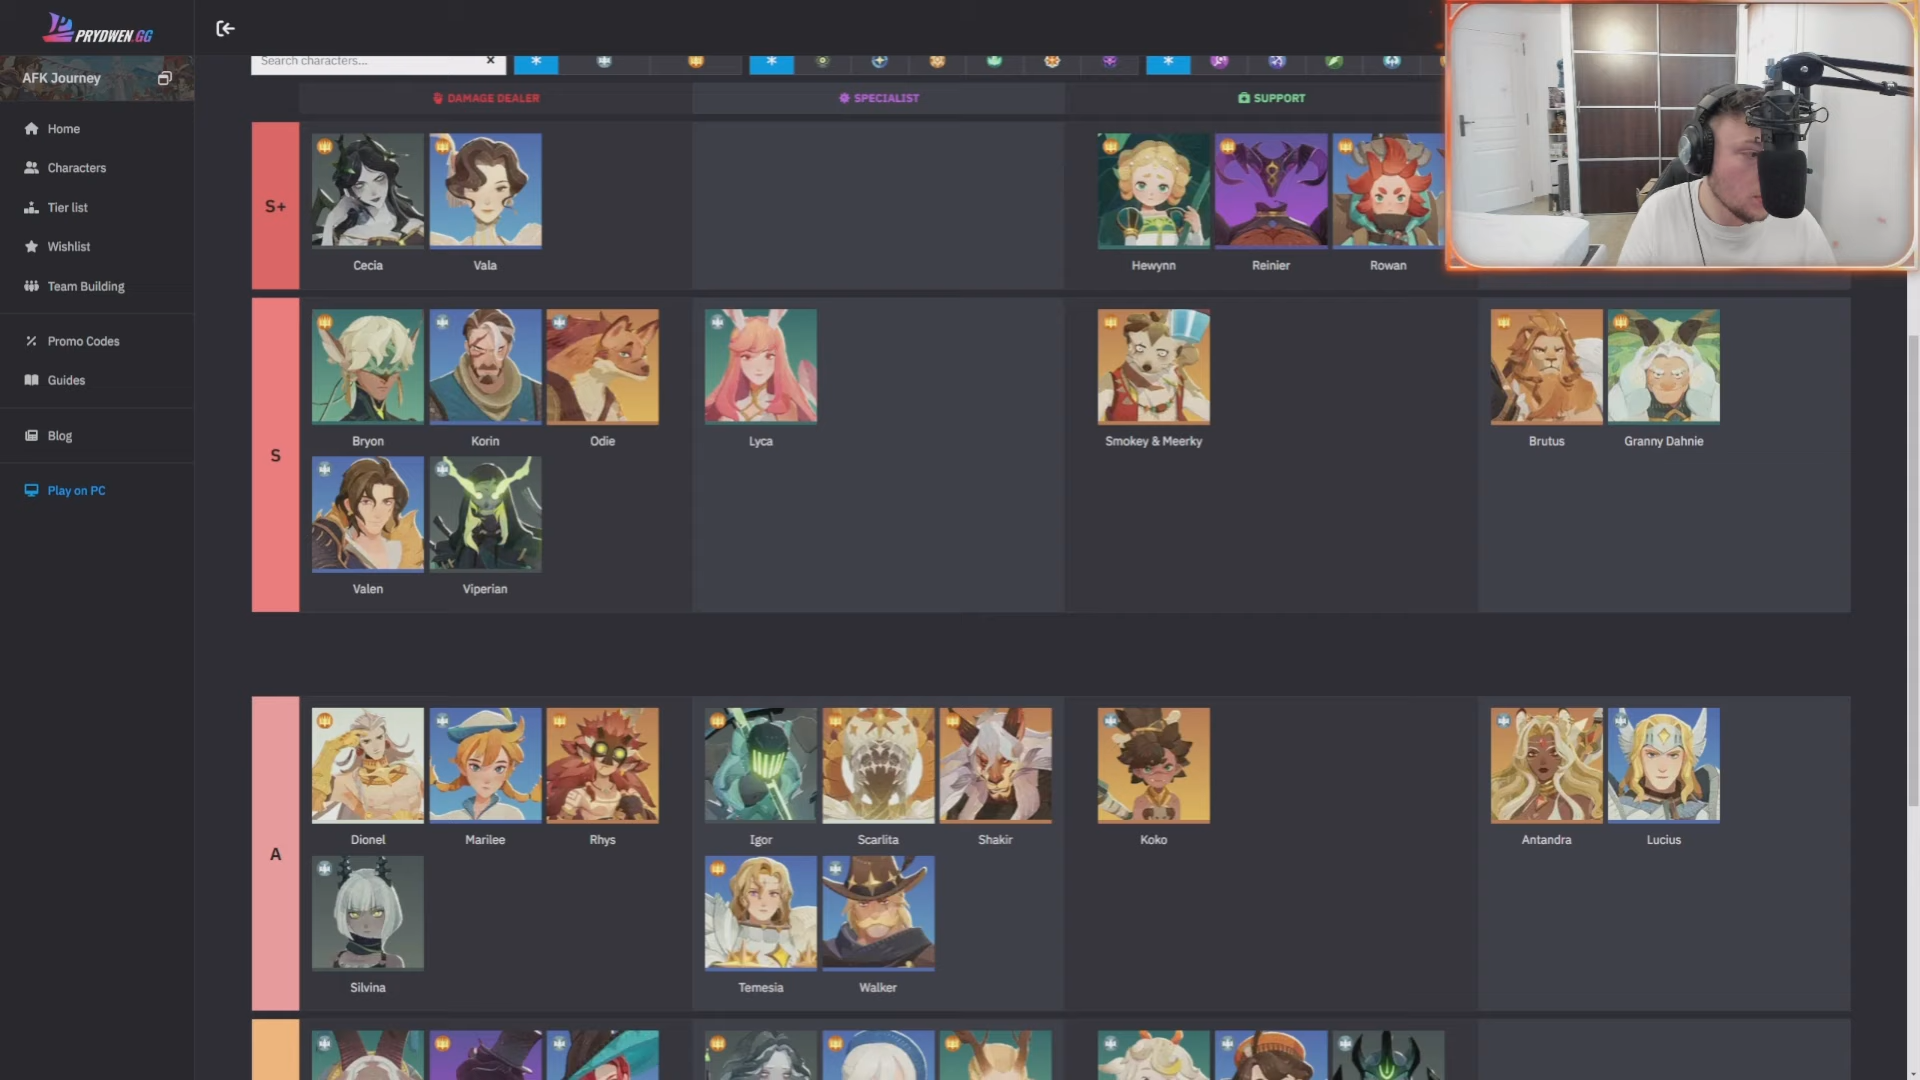 PRYDWEN.GG
AFK Journey
Search characters...
Home
Characters
Tier list
Wishlist
Team Building
Promo Codes
Guides
Blog
Play on PC
DAMAGE DEALER
SPECIALIST
SUPPORT
S+
Cecia
Vala
Hewynn
Reinier
Rowan
S
Bryon
Korin
Odie
Lyca
Smokey & Meerky
Brutus
Granny Dahnie
Valen
Viperian
A
Dionel
Marilee
Rhys
Igor
Scarlita
Shakir
Koko
Antandra
Lucius
Silvina
Temesia
Walker